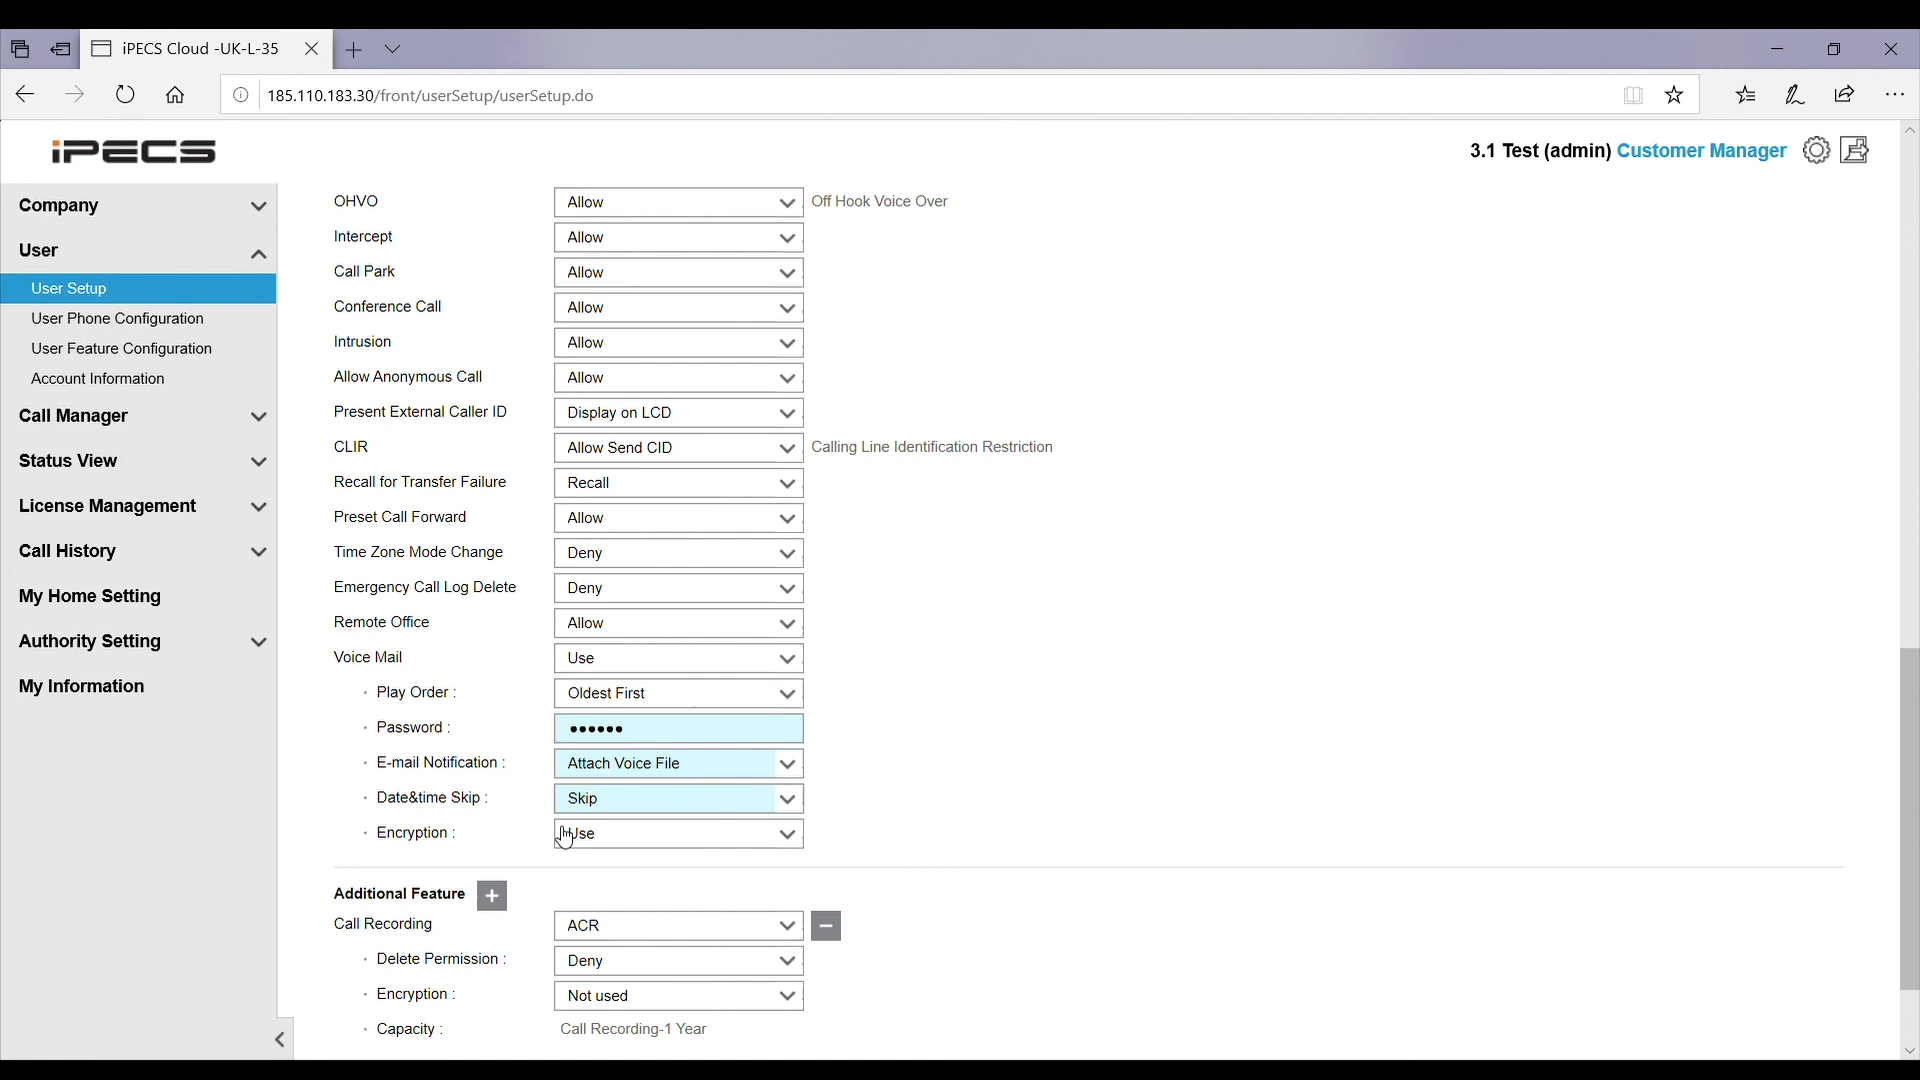 iPECS Cloud -UK-L-35
185.110.183.30/front/userSetup/userSetup.do
iPECS
3.1 Test (admin) Customer Manager
Company
User
User Setup
User Phone Configuration
User Feature Configuration
Account Information
Call Manager
Status View
License Management
Call History
My Home Setting
Authority Setting
My Information
OHVO Allow Off Hook Voice Over
Intercept Allow
Call Park Allow
Conference Call Allow
Intrusion Allow
Allow Anonymous Call Allow
Present External Caller ID Display on LCD
CLIR Allow Send CID Calling Line Identification Restriction
Recall for Transfer Failure Recall
Preset Call Forward Allow
Time Zone Mode Change Deny
Emergency Call Log Delete Deny
Remote Office Allow
Voice Mail Use
· Play Order : Oldest First
· Password : ••••••
· E-mail Notification : Attach Voice File
· Date&time Skip : Skip
· Encryption : Use
Additional Feature +
Call Recording ACR
· Delete Permission : Deny
· Encryption : Not used
· Capacity : Call Recording-1 Year